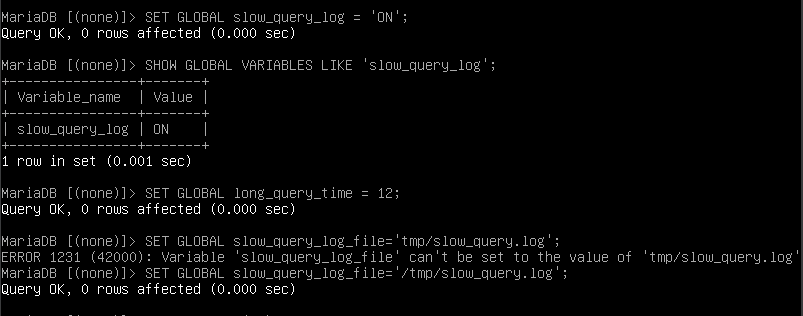 MariaDB [(none)]> SET GLOBAL slow_query_log = 'ON';
Query OK, 0 rows affected (0.000 sec)
MariaDB [(none)]> SHOW GLOBAL VARIABLES LIKE 'slow_query_log';
+----------------+-------+
| Variable_name  | Value |
+----------------+-------+
| slow_query_log | ON    |
+----------------+-------+
1 row in set (0.001 sec)
MariaDB [(none)]> SET GLOBAL long_query_time = 12;
Query OK, 0 rows affected (0.000 sec)
MariaDB [(none)]> SET GLOBAL slow_query_log_file='tmp/slow_query.log';
ERROR 1231 (42000): Variable 'slow_query_log_file' can't be set to the value of 'tmp/slow_query.log'
MariaDB [(none)]> SET GLOBAL slow_query_log_file='/tmp/slow_query.log';
Query OK, 0 rows affected (0.000 sec)